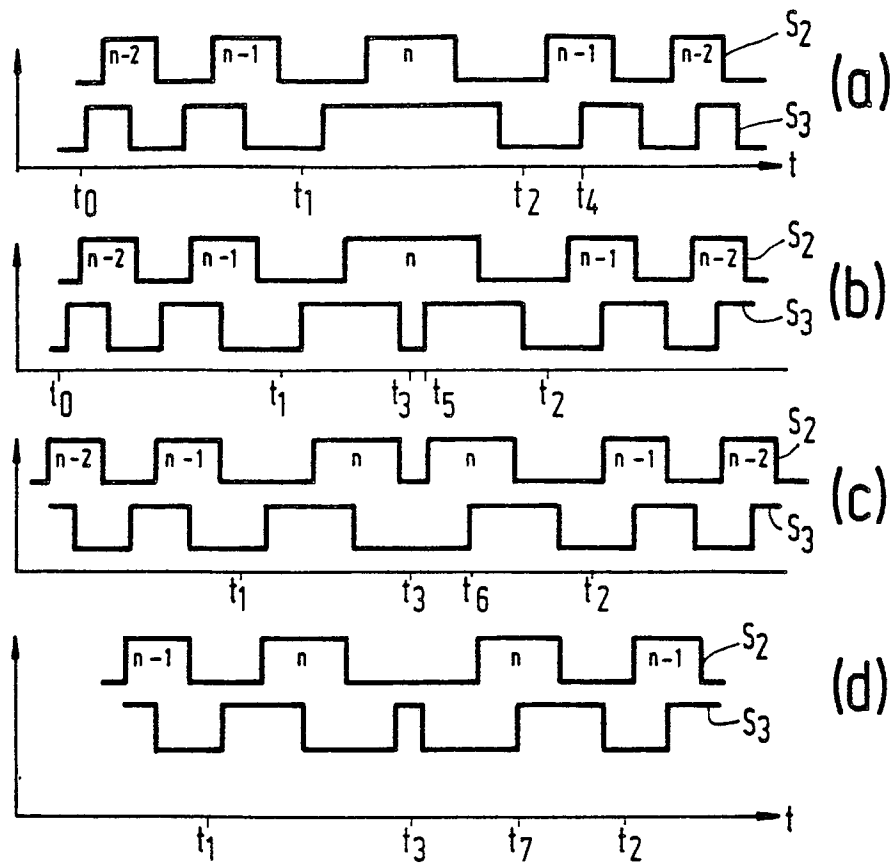 n-2 n-1 n n-1 n-2 S2
(a)
S3
t
t0 t1 t2 t4
n-2 n-1 n n-1 n-2 S2
(b)
S3
t0 t1 t3 t5 t2
n-2 n-1 n n n-1 n-2 S2
(c)
S3
t1 t3 t6 t2
n-1 n n n-1 S2
(d)
S3
t
t1 t3 t7 t2